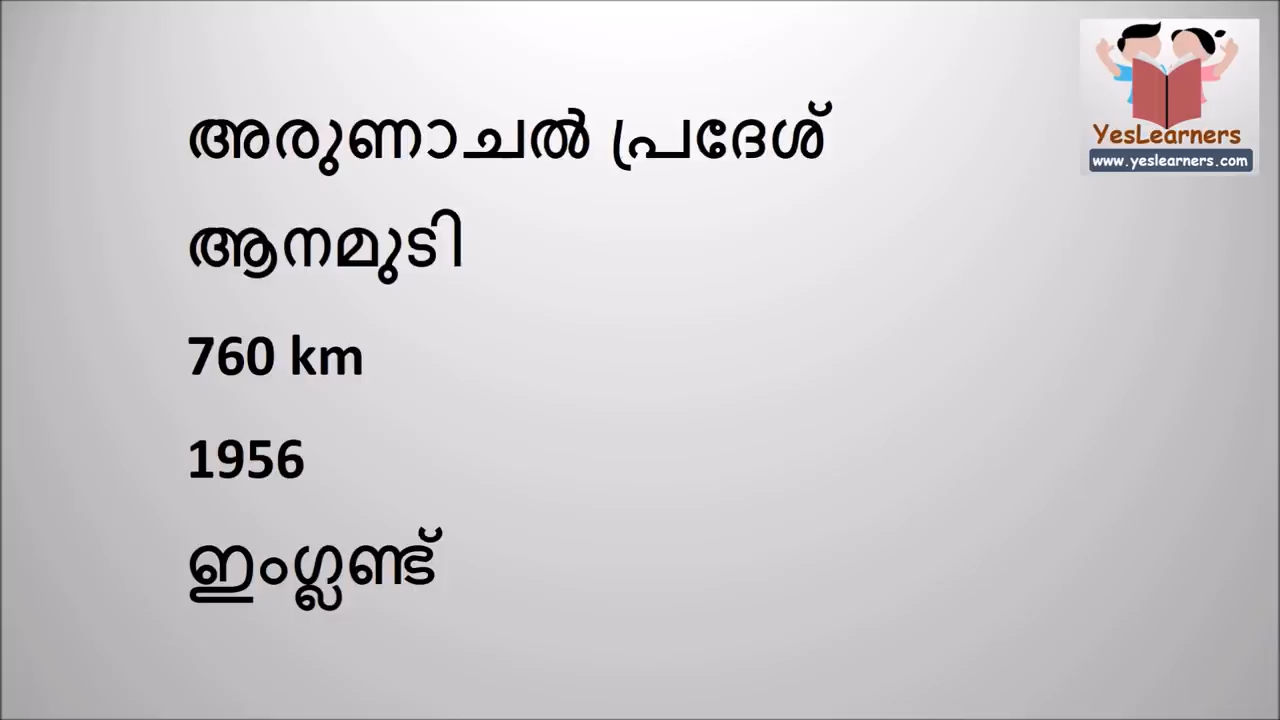 അരുണാചൽ പ്രദേശ്
ആനമുടി
760 km
1956
ഇംഗ്ലണ്ട്
YesLearners
www.yeslearners.com